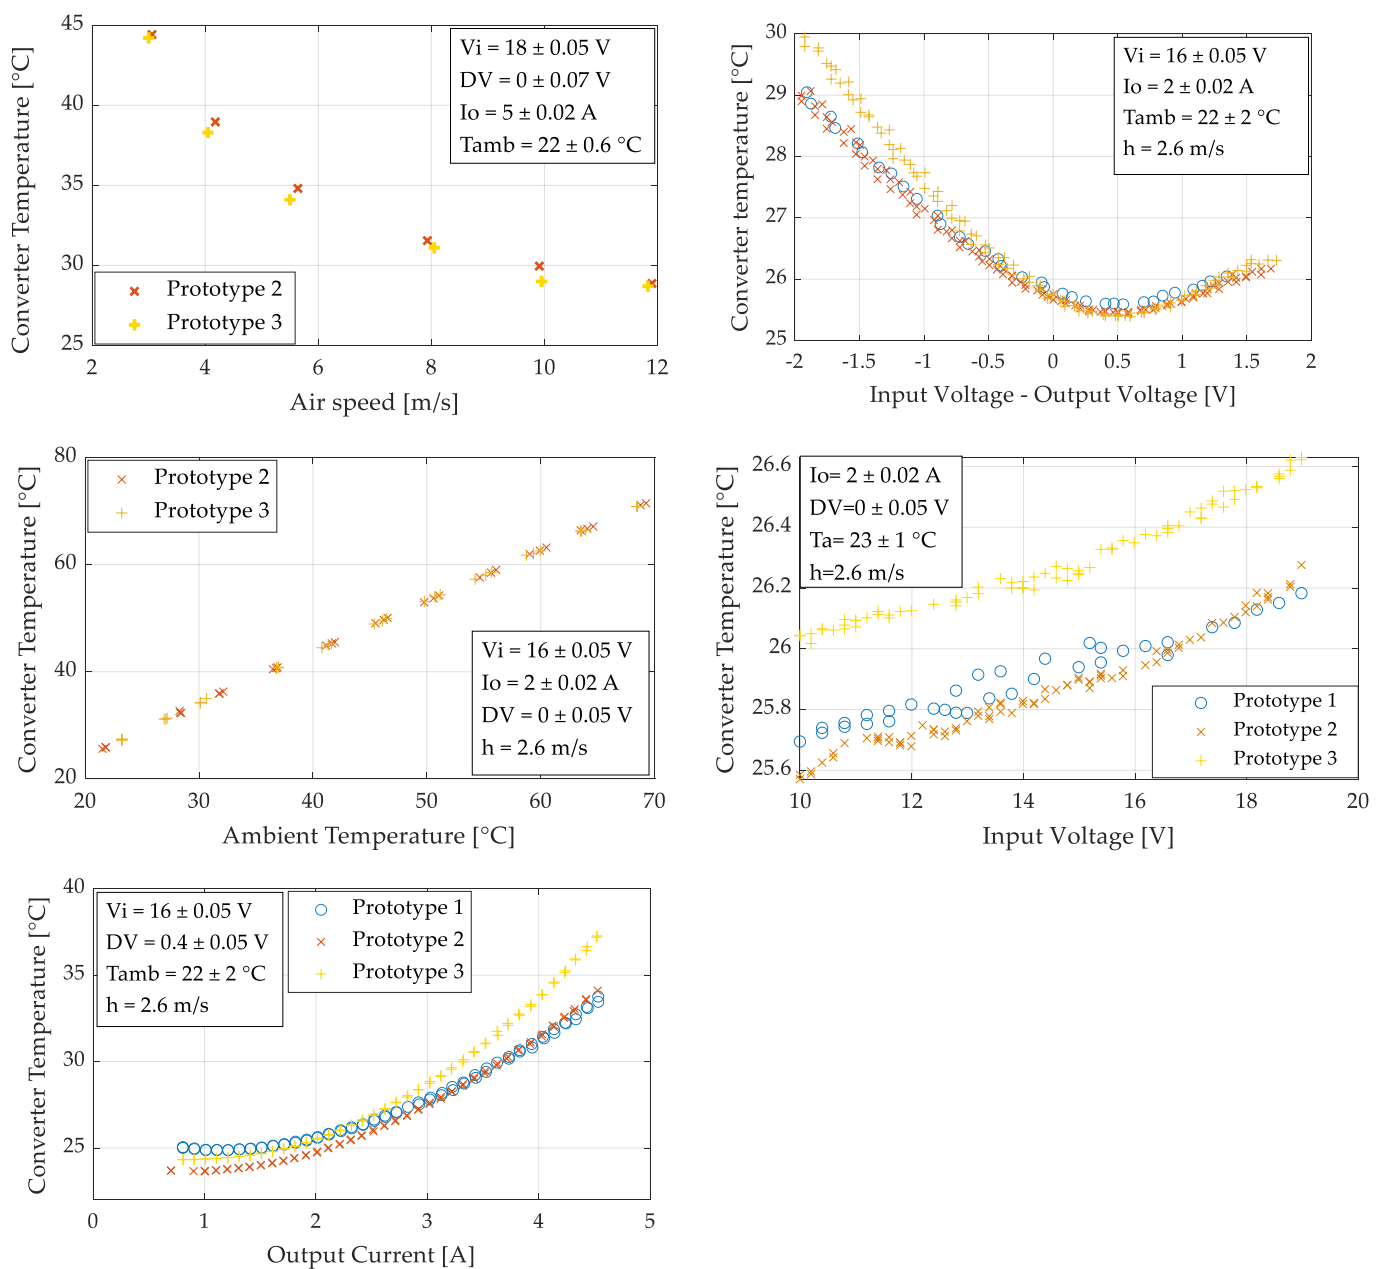 45
40
35
30
25
2
4
6
8
10
12
Converter Temperature [°C]
Air speed [m/s]
Vi = 18 ± 0.05 V
DV = 0 ± 0.07 V
Io = 5 ± 0.02 A
Tamb = 22 ± 0.6 °C
Prototype 2
Prototype 3
30
29
28
27
26
25
-2
-1.5
-1
-0.5
0
0.5
1
1.5
2
Converter temperature [°C]
Input Voltage - Output Voltage [V]
Vi = 16 ± 0.05 V
Io = 2 ± 0.02 A
Tamb = 22 ± 2 °C
h = 2.6 m/s
80
60
40
20
20
30
40
50
60
70
Converter Temperature [°C]
Ambient Temperature [°C]
Prototype 2
Prototype 3
Vi = 16 ± 0.05 V
Io = 2 ± 0.02 A
DV = 0 ± 0.05 V
h = 2.6 m/s
26.6
26.4
26.2
26
25.8
25.6
10
12
14
16
18
20
Converter Temperature [°C]
Input Voltage [V]
Io= 2 ± 0.02 A
DV=0 ± 0.05 V
Ta= 23 ± 1 °C
h=2.6 m/s
Prototype 1
Prototype 2
Prototype 3
40
35
30
25
0
1
2
3
4
5
Converter Temperature [°C]
Output Current [A]
Vi = 16 ± 0.05 V
DV = 0.4 ± 0.05 V
Tamb = 22 ± 2 °C
h = 2.6 m/s
Prototype 1
Prototype 2
Prototype 3